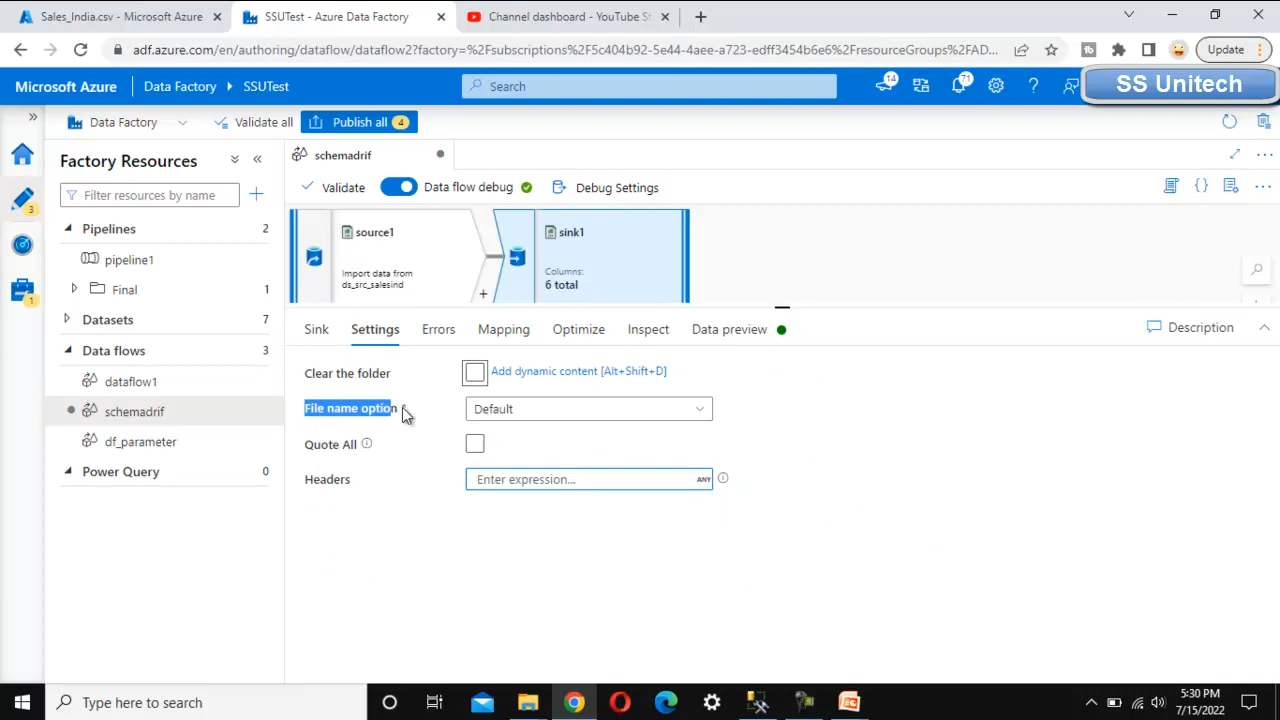 Sales_India.csv - Microsoft Azure
SSUTest - Azure Data Factory
Channel dashboard - YouTube S
adf.azure.com/en/authoring/dataflow/dataflow2?factory=%2Fsubscriptions%2F5c404b92-5e44-4aee-a723-edff3454b6e6%2FresourceGroups%2FAD...
Update
Microsoft Azure
Data Factory
SSUTest
Search
14
71
SS Unitech
Data Factory
Validate all
Publish all
4
Factory Resources
Filter resources by name
3
1
Pipelines
2
pipeline1
Final
1
Datasets
7
Data flows
3
dataflow1
schemadrif
df_parameter
Power Query
0
schemadrif
Validate
Data flow debug
Debug Settings
source1
Import data from
ds_src_salesind
sink1
Columns:
6 total
Sink
Settings
Errors
Mapping
Optimize
Inspect
Data preview
Description
Clear the folder
Add dynamic content [Alt+Shift+D]
File name option *
Default
Quote All
Headers
Enter expression...
ANY
Type here to search
5:30 PM
7/15/2022